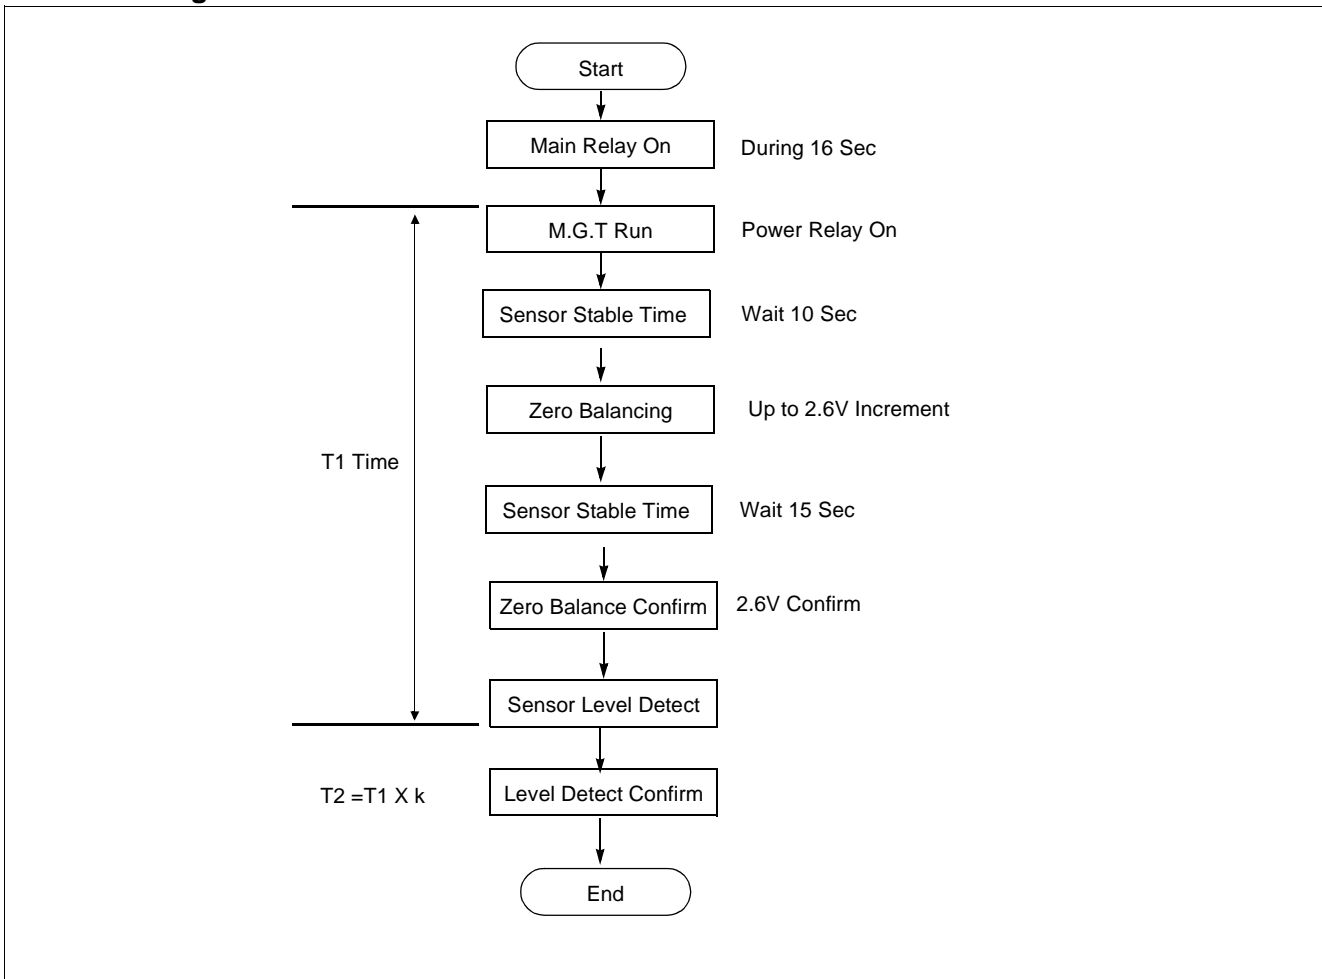 Start
Main Relay On
During 16 Sec
M.G.T Run
Power Relay On
Sensor Stable Time
Wait 10 Sec
Zero Balancing
Up to 2.6V Increment
T1 Time
Sensor Stable Time
Wait 15 Sec
Zero Balance Confirm
2.6V Confirm
Sensor Level Detect
T2 =T1 X k
Level Detect Confirm
End